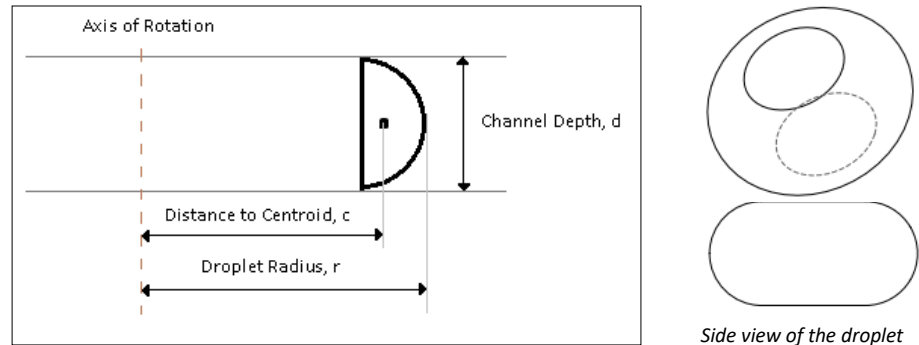 Axis of Rotation
Channel Depth, d
Distance to Centroid, c
Droplet Radius, r
Side view of the droplet